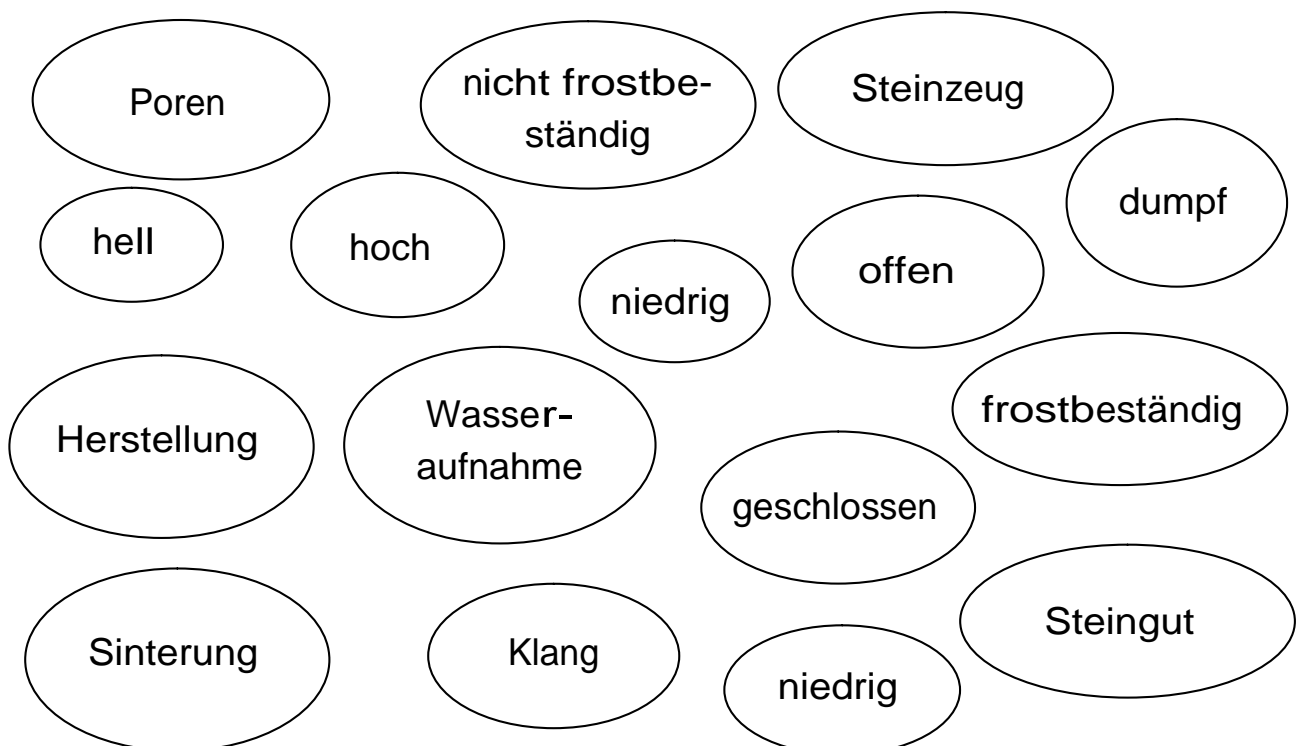 Poren
nicht frostbe-
ständig
Steinzeug
dumpf
hell
hoch
niedrig
offen
Herstellung
Wasser-
aufnahme
frostbeständig
geschlossen
Sinterung
Klang
niedrig
Steingut